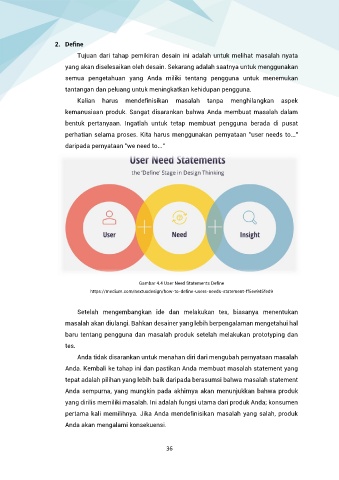 2. Define
Tujuan dari tahap pemikiran desain ini adalah untuk melihat masalah nyata
yang akan diselesaikan oleh desain. Sekarang adalah saatnya untuk menggunakan
semua pengetahuan yang Anda miliki tentang pengguna untuk menemukan
tantangan dan peluang untuk meningkatkan kehidupan pengguna.
Kalian harus mendefinisikan masalah tanpa menghilangkan aspek
kemanusiaan produk. Sangat disarankan bahwa Anda membuat masalah dalam
bentuk pertanyaan. Ingatlah untuk tetap membuat pengguna berada di pusat
perhatian selama proses. Kita harus menggunakan pernyataan "user needs to..."
daripada pernyataan "we need to..."
User Need Statements
the 'Define' Stage in Design Thinking
User
Need
Insight
Gambar 4.4 User Need Statements Define
Setelah mengembangkan ide dan melakukan tes, biasanya menentukan
masalah akan diulangi. Bahkan desainer yang lebih berpengalaman mengetahui hal
baru tentang pengguna dan masalah produk setelah melakukan prototyping dan
tes.
Anda tidak disarankan untuk menahan diri dari mengubah pernyataan masalah
Anda. Kembali ke tahap ini dan pastikan Anda membuat masalah statement yang
tepat adalah pilihan yang lebih baik daripada berasumsi bahwa masalah statement
Anda sempurna, yang mungkin pada akhirnya akan menunjukkan bahwa produk
yang dirilis memiliki masalah. Ini adalah fungsi utama dari produk Anda; konsumen
pertama kali memilihnya. Jika Anda mendefinisikan masalah yang salah, produk
Anda akan mengalami konsekuensi.
36